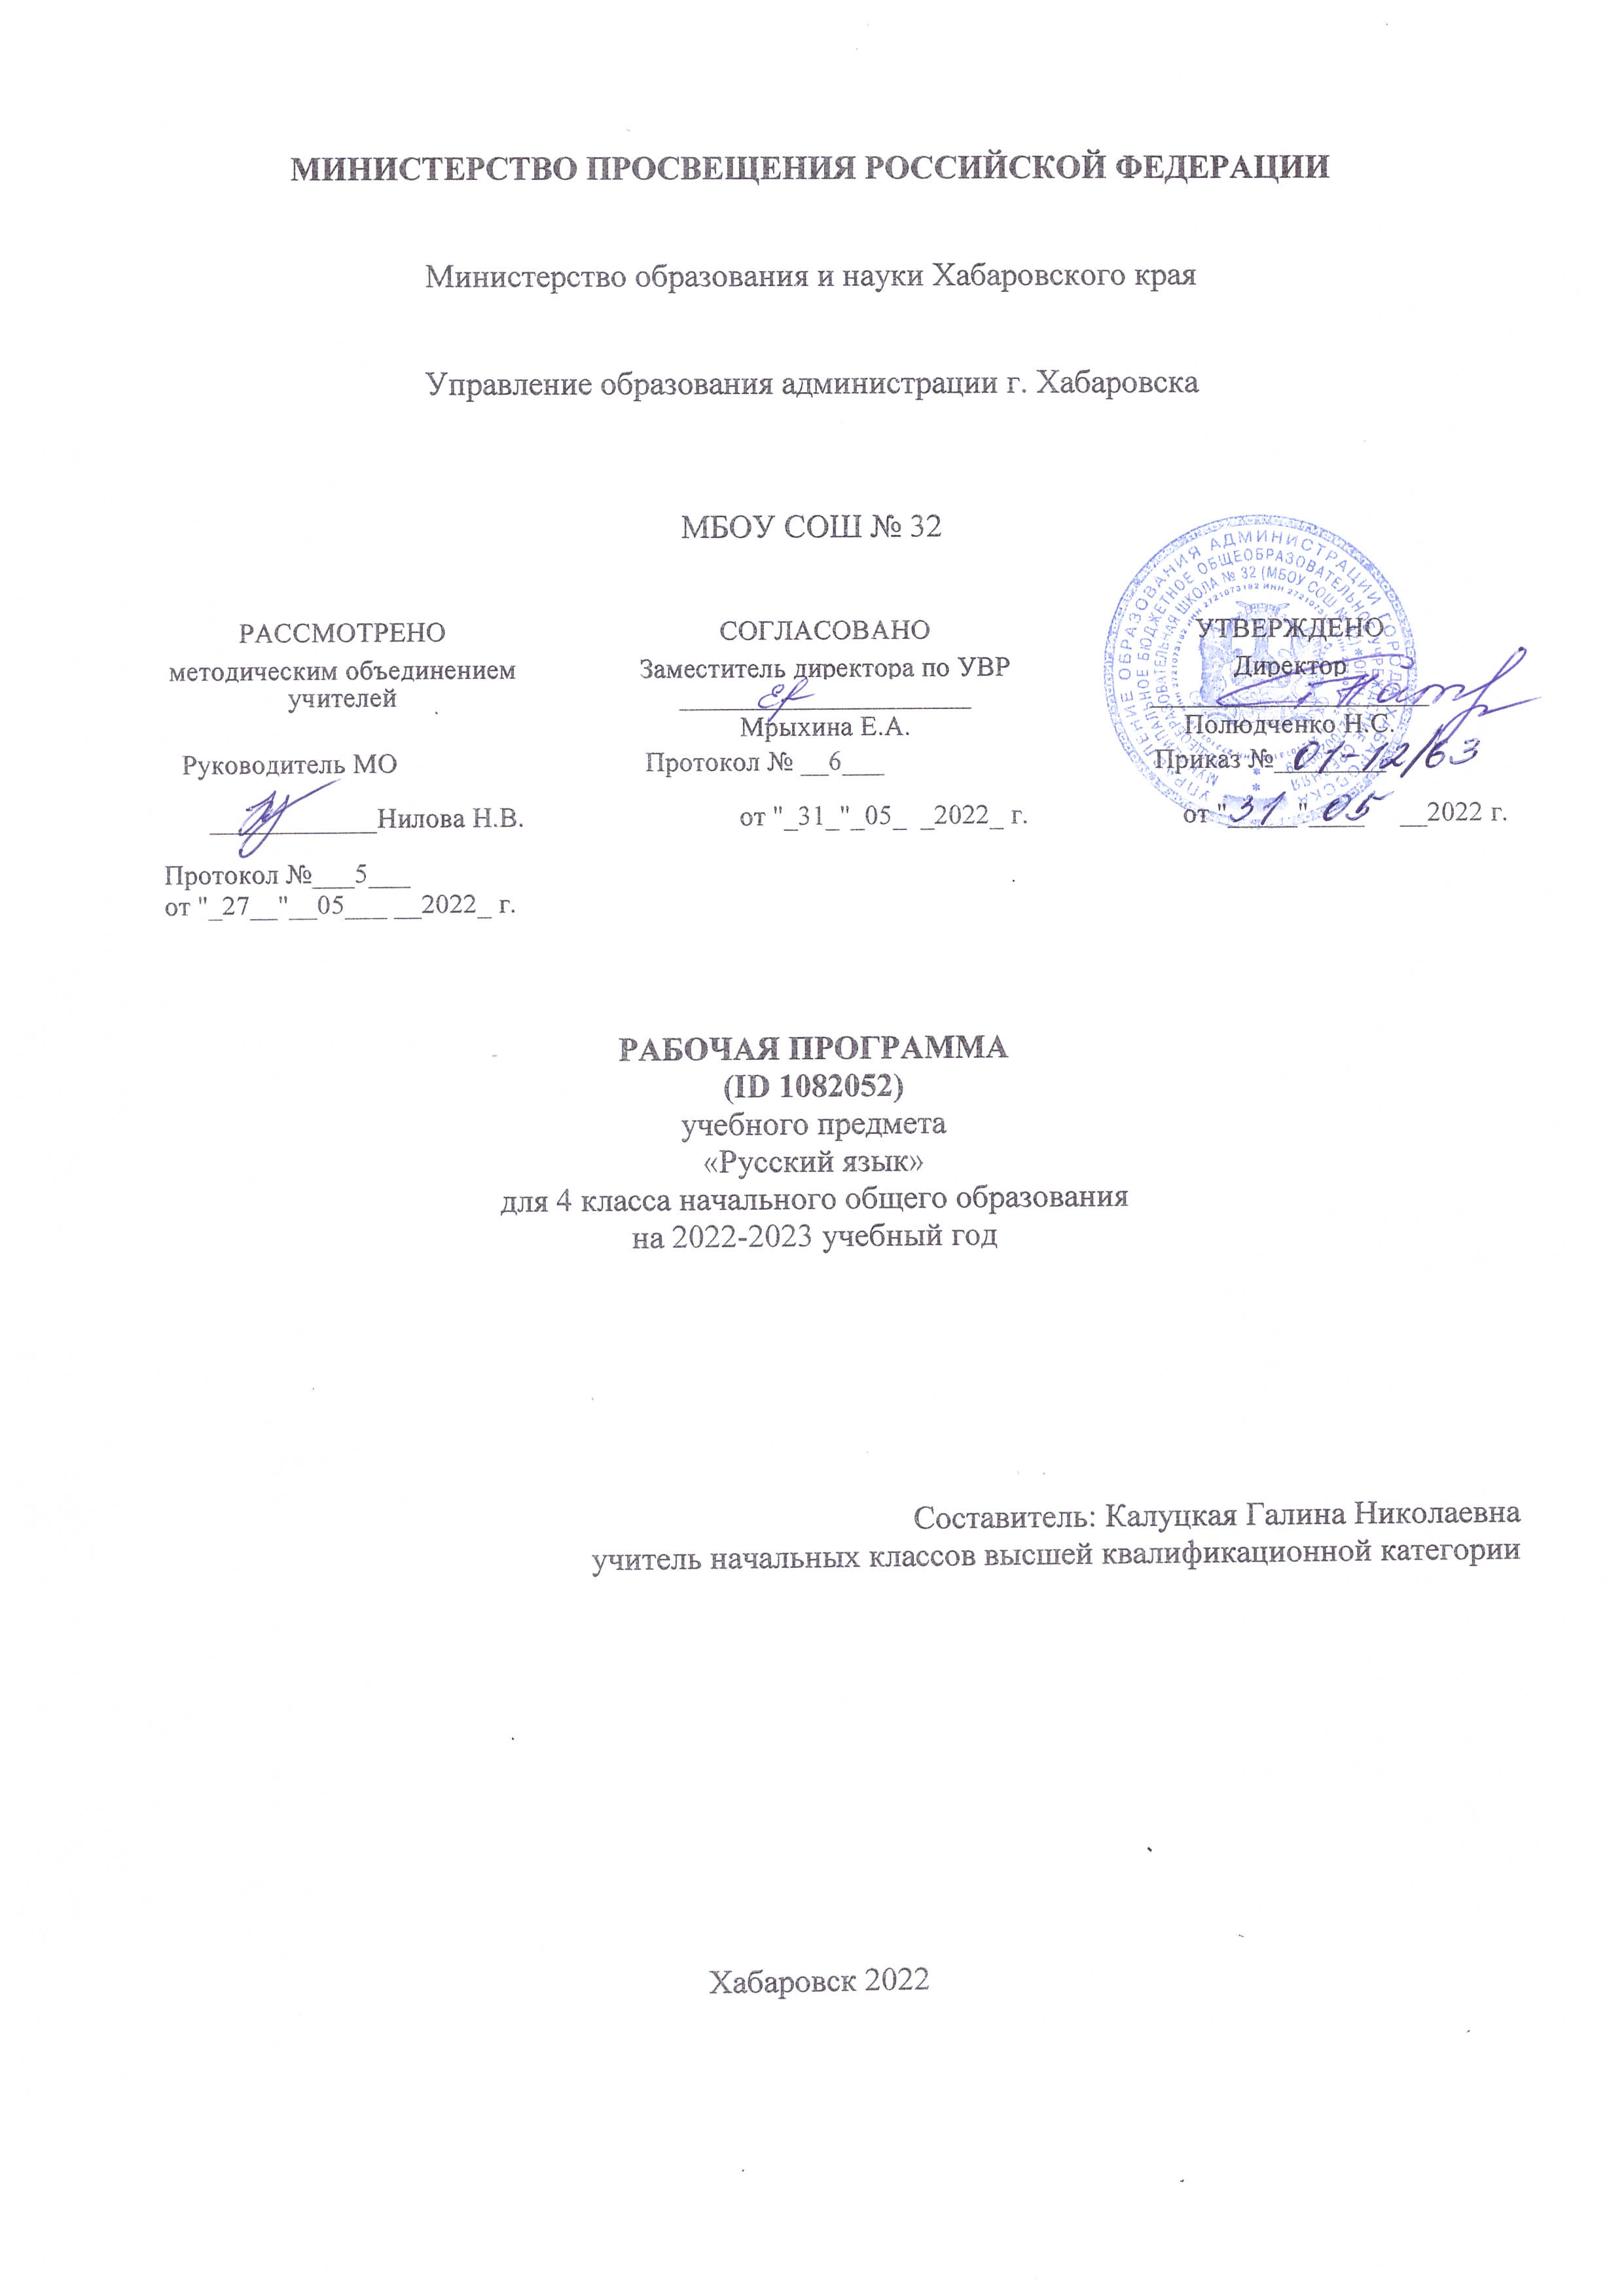 МИНИСТЕРСТВО ПРОСВЕЩЕНИЯ РОССИЙСКОЙ ФЕДЕРАЦИИ
Министерство образования и науки Хабаровского края
Управление образования администрации г. Хабаровска
МБОУ СОШ № 32
РАССМОТРЕНО
методическим объединением
учителей
Руководитель МО
____________Нилова Н.В.
Протокол №___5___
от "_27__"__05___ __2022_ г.
СОГЛАСОВАНО
Заместитель директора по УВР
Мрыхина Е.А.
Протокол № __6___
от "_31_"_05_ _2022_ г.
УТВЕРЖДЕНО
Директор
Полюдченко Н.С.
Приказ № 01-12/63
от "31" 05 __2022 г.
РАБОЧАЯ ПРОГРАММА
(ID 1082052)
учебного предмета
«Русский язык»
для 4 класса начального общего образования
на 2022-2023 учебный год
Составитель: Калуцкая Галина Николаевна
учитель начальных классов высшей квалификационной категории
Хабаровск 2022